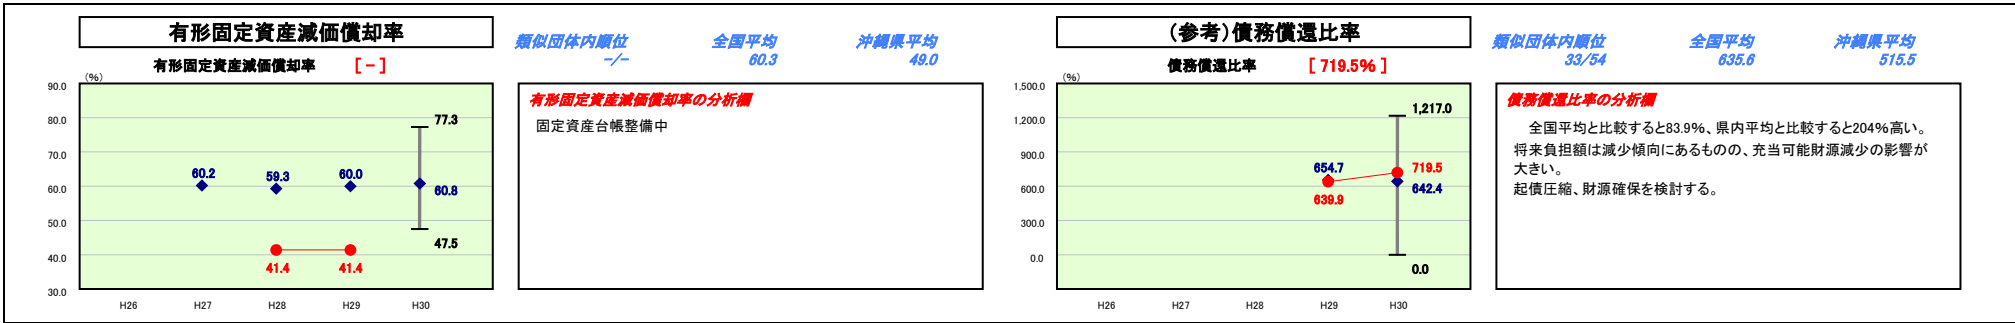 有形固定資産減価償却率
有形固定資産減価償却率 [ - ]
類似団体内順位
-/-
全国平均
60.3
沖縄県平均
49.0
(%)
90.0
80.0
70.0
60.0
50.0
40.0
30.0
77.3
60.2
59.3
60.0
60.8
47.5
41.4
41.4
H26
H27
H28
H29
H30
有形固定資産減価償却率の分析欄
固定資産台帳整備中
(参考)債務償還比率
債務償還比率 [ 719.5% ]
類似団体内順位
33/54
全国平均
635.6
沖縄県平均
515.5
(%)
1,500.0
1,200.0
900.0
600.0
300.0
0.0
1,217.0
654.7
719.5
642.4
639.9
0.0
H26
H27
H28
H29
H30
債務償還比率の分析欄
全国平均と比較すると83.9%、県内平均と比較すると204%高い。
将来負担額は減少傾向にあるものの、充当可能財源減少の影響が
大きい。
起債圧縮、財源確保を検討する。